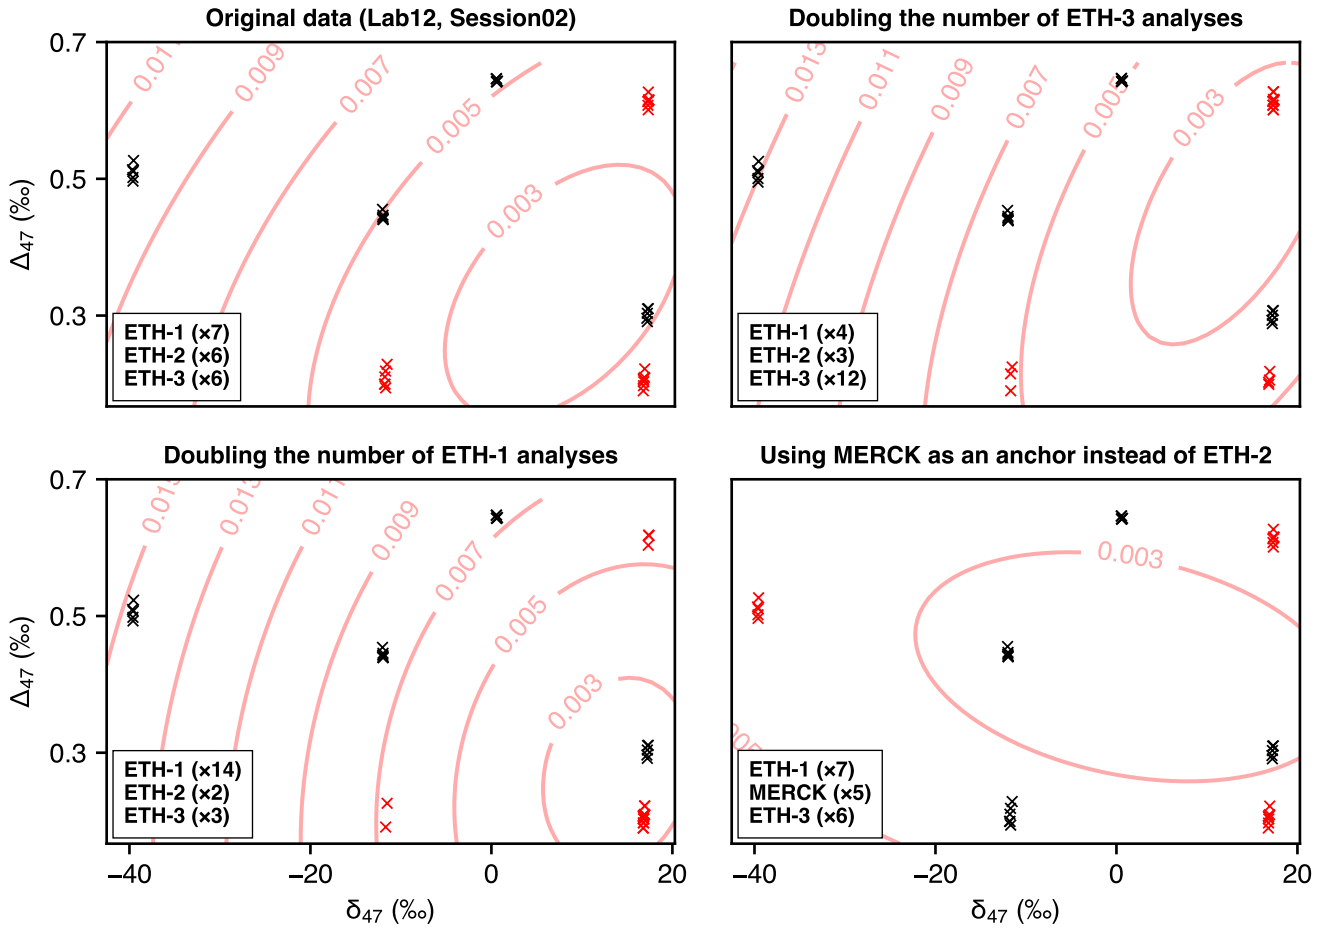 Original data (Lab12, Session02)
0.7
0.5
0.3
Δ47 (‰)
0.009
0.007
0.005
0.003
ETH-1 (×7)
ETH-2 (×6)
ETH-3 (×6)
Doubling the number of ETH-3 analyses
0.013
0.011
0.009
0.007
0.005
0.003
ETH-1 (×4)
ETH-2 (×3)
ETH-3 (×12)
Doubling the number of ETH-1 analyses
0.7
0.5
0.3
Δ47 (‰)
0.013
0.009
0.007
0.005
0.003
ETH-1 (×14)
ETH-2 (×2)
ETH-3 (×3)
−40
−20
0
20
δ47 (‰)
Using MERCK as an anchor instead of ETH-2
0.003
ETH-1 (×7)
MERCK (×5)
ETH-3 (×6)
−40
−20
0
20
δ47 (‰)